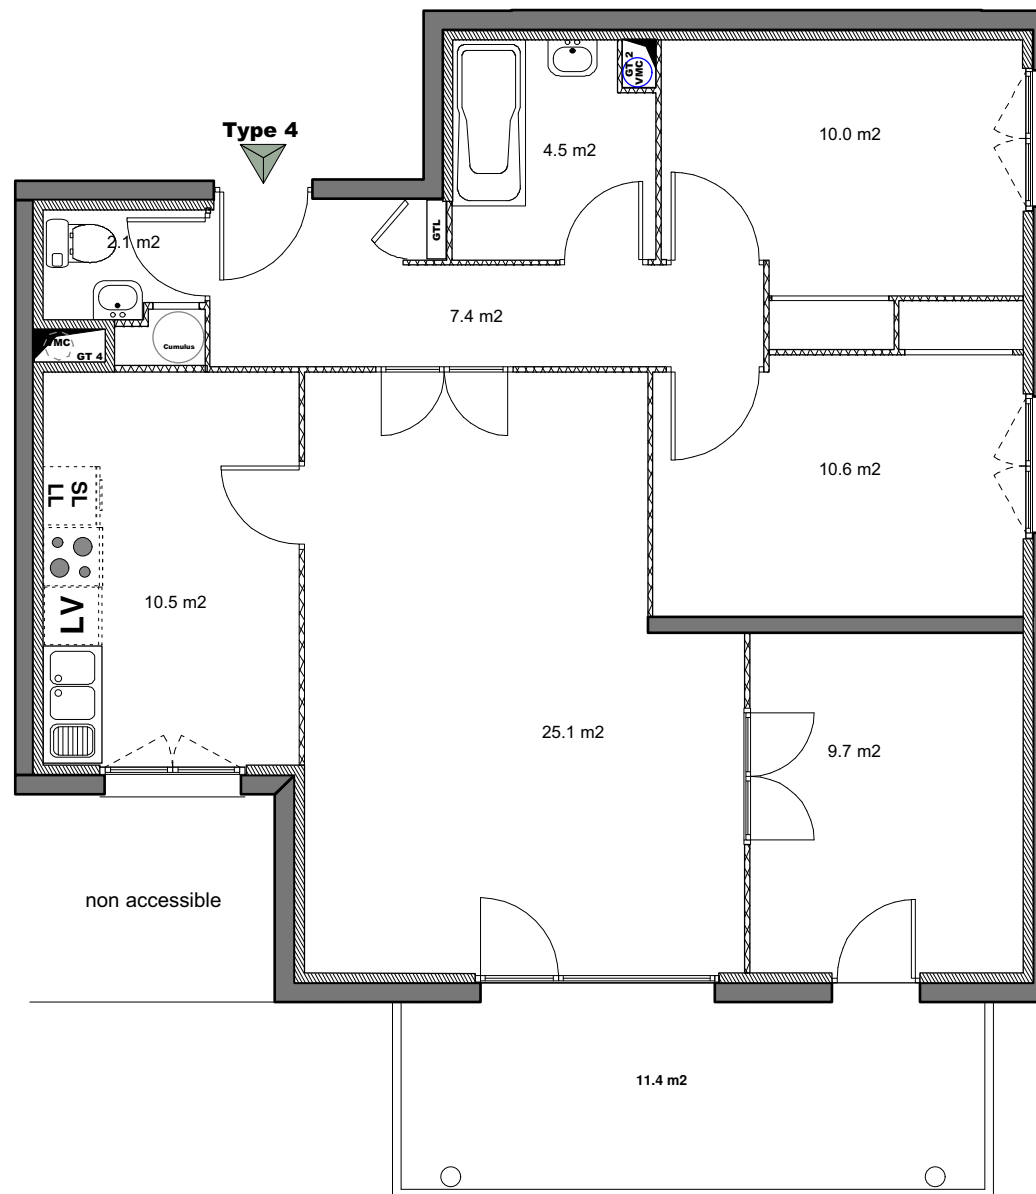 Type 4
GT 2
VMC
10.0 m2
4.5 m2
GTL
2.1 m2
7.4 m2
VMC
GT 4
Cumulus
10.6 m2
SL
LL
10.5 m2
LV
25.1 m2
9.7 m2
non accessible
11.4 m2